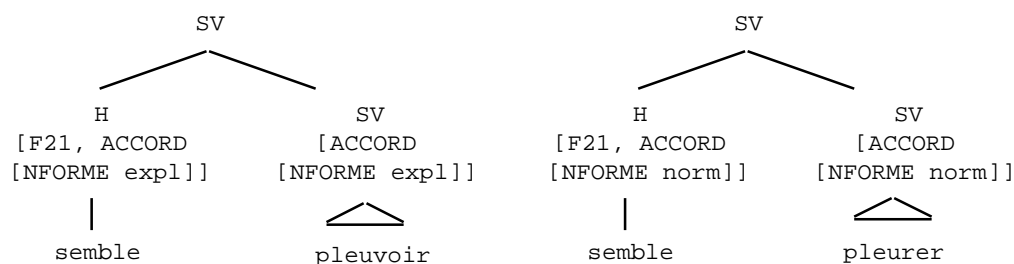 SV SV
H SV H SV
[F21, ACCORD [ACCORD [F21, ACCORD [ACCORD
[NFORME expl]] [NFORME expl]] [NFORME norm]] [NFORME norm]]
semble pleuvoir semble pleurer